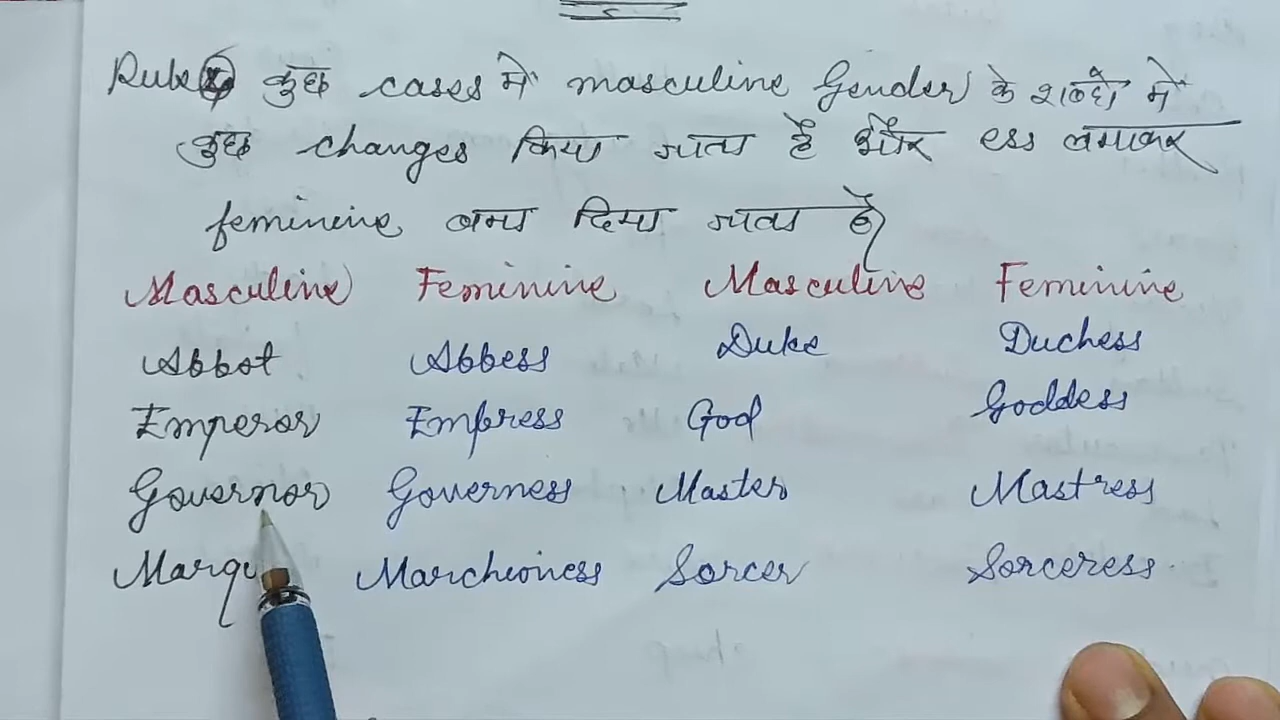 Rule कुछ cases में masculine Gender के शब्दों में
कुछ changes किया जाता है और ess लगाकर
feminine बना दिया जाता है
Masculine Feminine Masculine Feminine
Abbot Abbess Duke Duchess
Emperor Empress God Goddess
Governor Governess Master Mastress
Marqu Marchioness Sorcer Sorceress